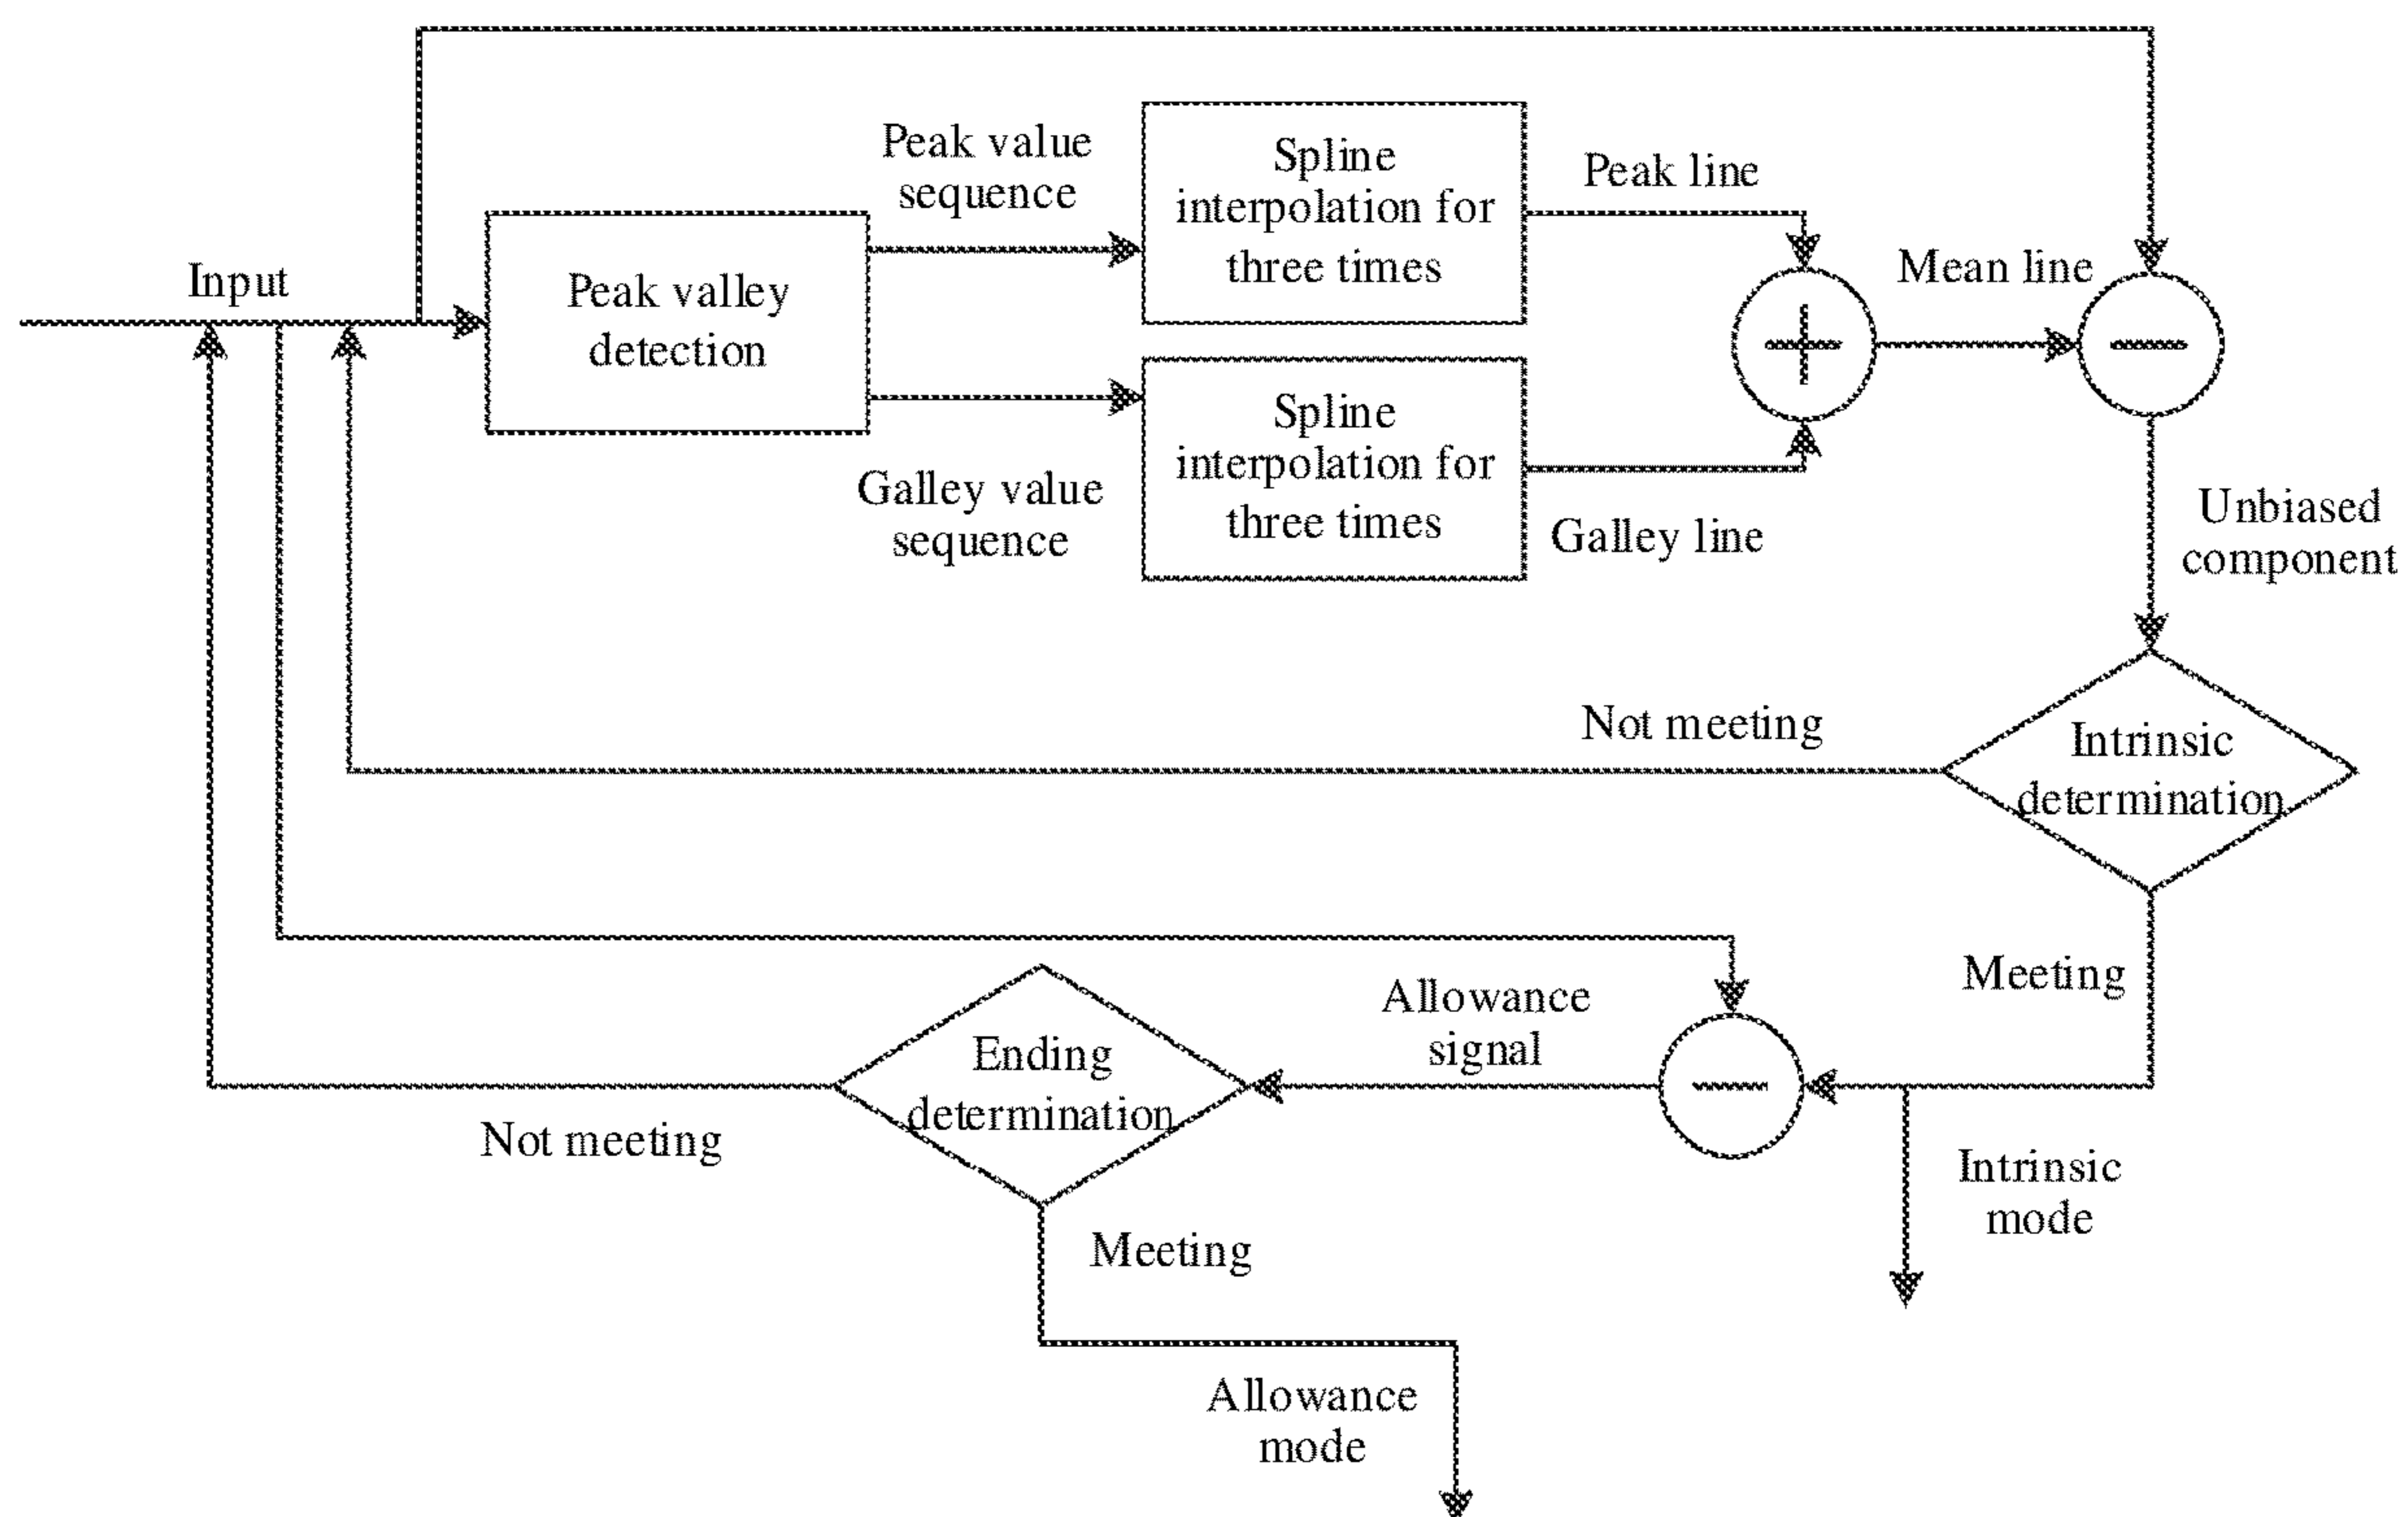 Input
Peak valley
detection
Peak value
sequence
Galley value
sequence
Spline
interpolation for
three times
Spline
interpolation for
three times
Peak line
Galley line
Mean line
Unbiased
component
Intrinsic
determination
Not meeting
Meeting
Intrinsic
mode
Allowance
signal
Ending
determination
Not meeting
Meeting
Allowance
mode